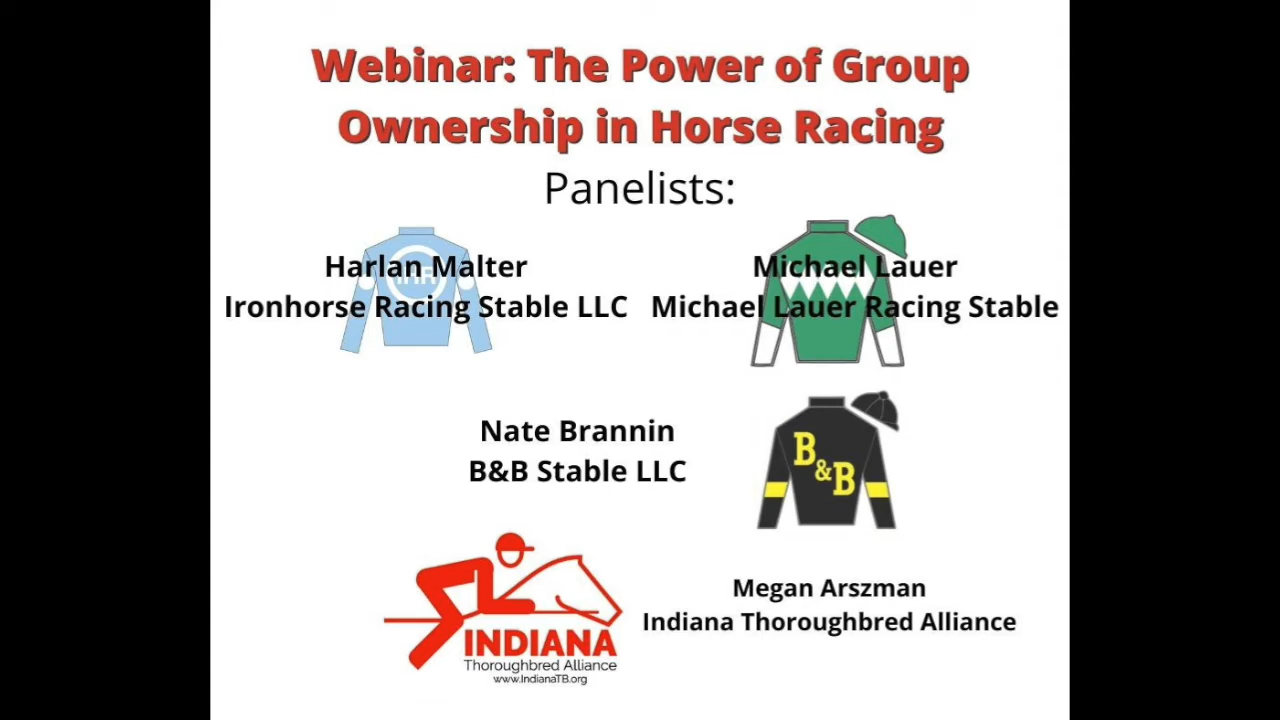 Webinar: The Power of Group
Ownership in Horse Racing
Panelists:
Harlan Malter
Ironhorse Racing Stable LLC
IHR
Michael Lauer
Michael Lauer Racing Stable
Nate Brannin
B&B Stable LLC
B&B
INDIANA
Thoroughbred Alliance
www.IndianaTB.org
Megan Arszman
Indiana Thoroughbred Alliance